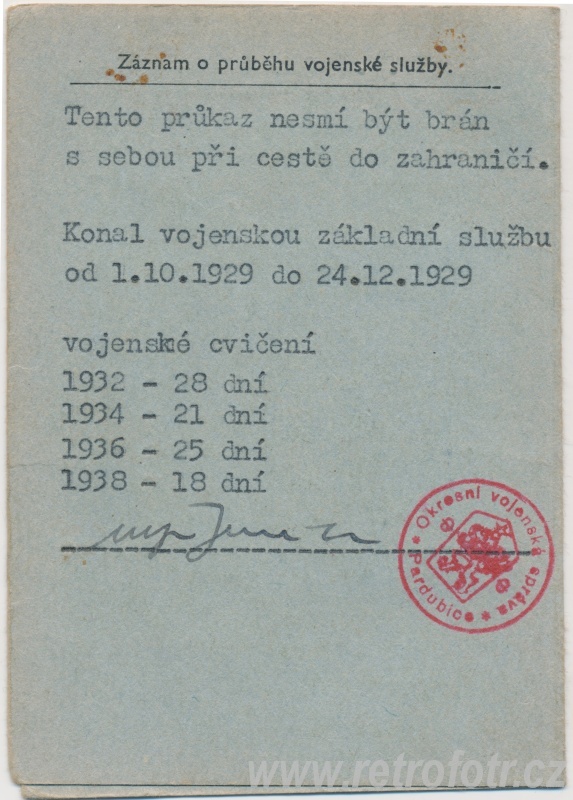 Záznam o průběhu vojenské služby.
Tento průkaz nesmí být brán
s sebou při cestě do zahraničí.
Konal vojenskou základní službu
od 1.10.1929 do 24.12.1929
vojenské cvičení
1932 - 28 dní
1934 - 21 dní
1936 - 25 dní
1938 - 18 dní
* Okresní vojenská správa *
Pardubice
www.retrofotr.cz